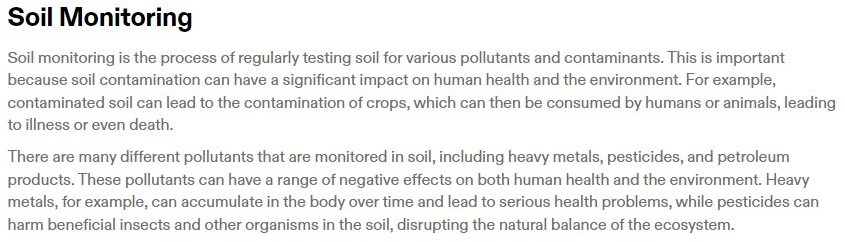 Soil Monitoring
Soil monitoring is the process of regularly testing soil for various pollutants and contaminants. This is important
because soil contamination can have a significant impact on human health and the environment. For example,
contaminated soil can lead to the contamination of crops, which can then be consumed by humans or animals, leading
to illness or even death.
There are many different pollutants that are monitored in soil, including heavy metals, pesticides, and petroleum
products. These pollutants can have a range of negative effects on both human health and the environment. Heavy
metals, for example, can accumulate in the body over time and lead to serious health problems, while pesticides can
harm beneficial insects and other organisms in the soil, disrupting the natural balance of the ecosystem.